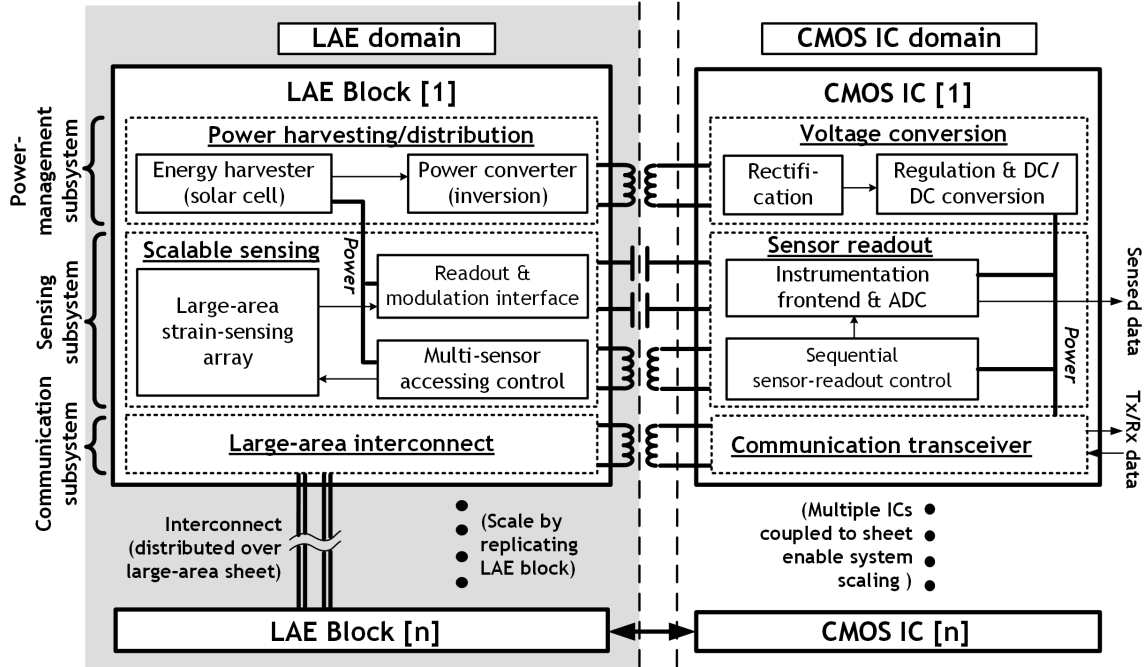 LAE domain
CMOS IC domain
LAE Block [1]
CMOS IC [1]
Power-
management
subsystem
Power harvesting/distribution
Energy harvester
(solar cell)
Power converter
(inversion)
Voltage conversion
Rectifi-
cation
Regulation & DC/
DC conversion
Sensing
subsystem
Scalable sensing
Power
Large-area
strain-sensing
array
Readout &
modulation interface
Multi-sensor
accessing control
Sensor readout
Instrumentation
frontend & ADC
Sequential
sensor-readout control
Power
Sensed data
Communication
subsystem
Large-area interconnect
Communication transceiver
Tx/Rx data
Interconnect
(distributed over
large-area sheet)
(Scale by
replicating
LAE block)
(Multiple ICs
coupled to sheet
enable system
scaling )
LAE Block [n]
CMOS IC [n]